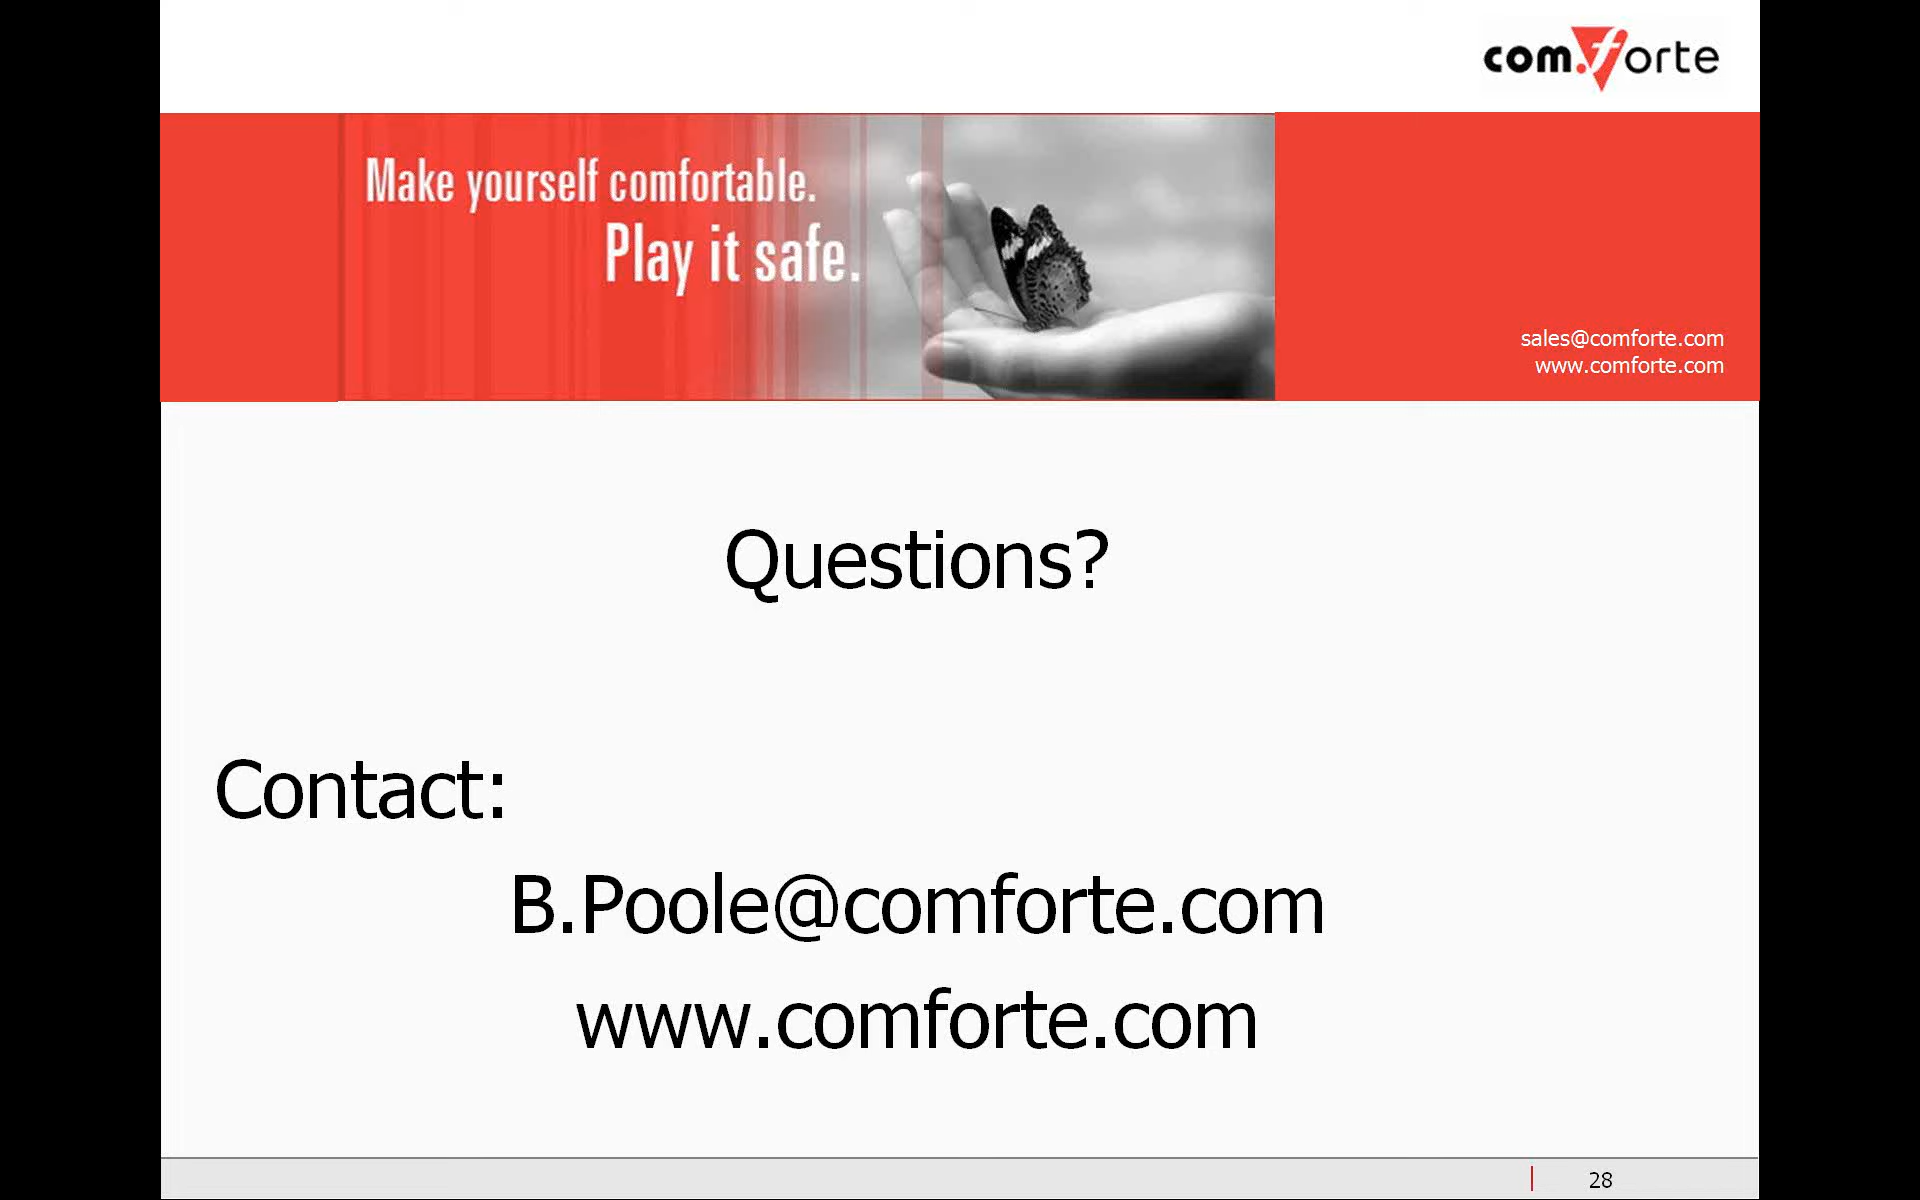 com.forte
Make yourself comfortable.
Play it safe.
sales@comforte.com
www.comforte.com
Questions?
Contact:
B.Poole@comforte.com
www.comforte.com
28